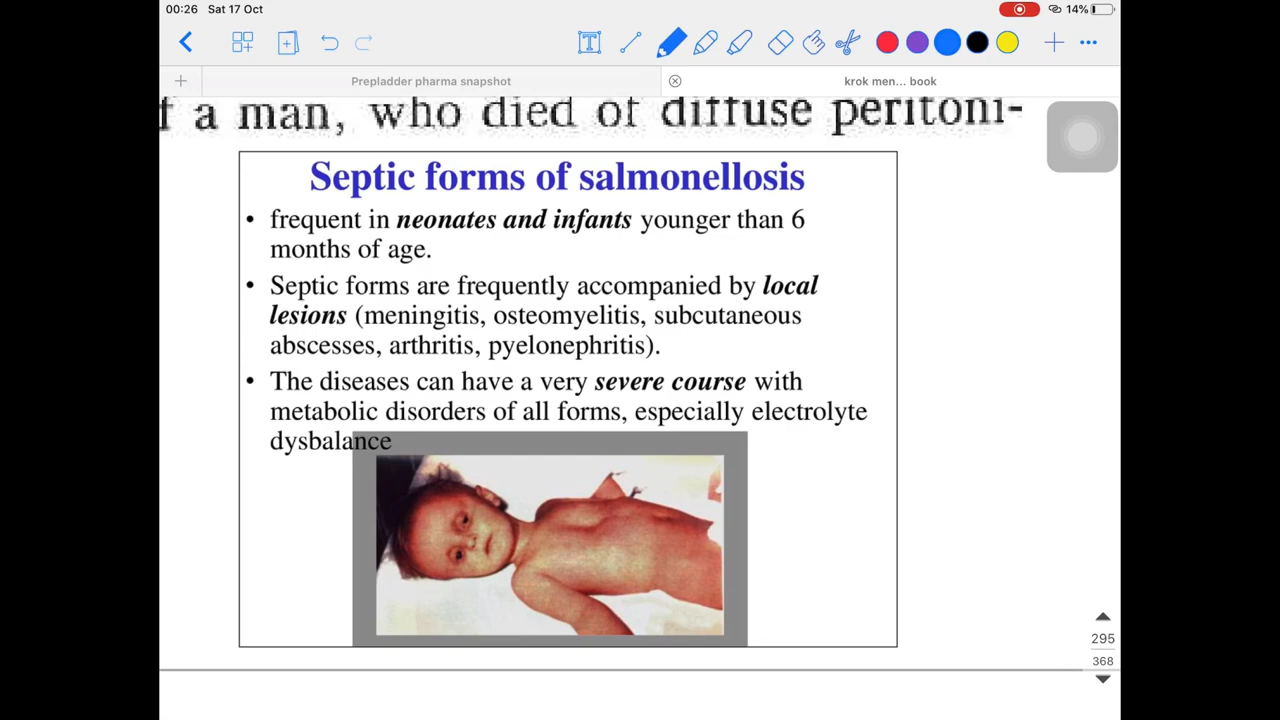 00:26 Sat 17 Oct
14%
T
Prepladder pharma snapshot
krok men... book
f a man, who died of diffuse peritoni-
Septic forms of salmonellosis
• frequent in neonates and infants younger than 6
months of age.
• Septic forms are frequently accompanied by local
lesions (meningitis, osteomyelitis, subcutaneous
abscesses, arthritis, pyelonephritis).
• The diseases can have a very severe course with
metabolic disorders of all forms, especially electrolyte
dysbalance
295
368